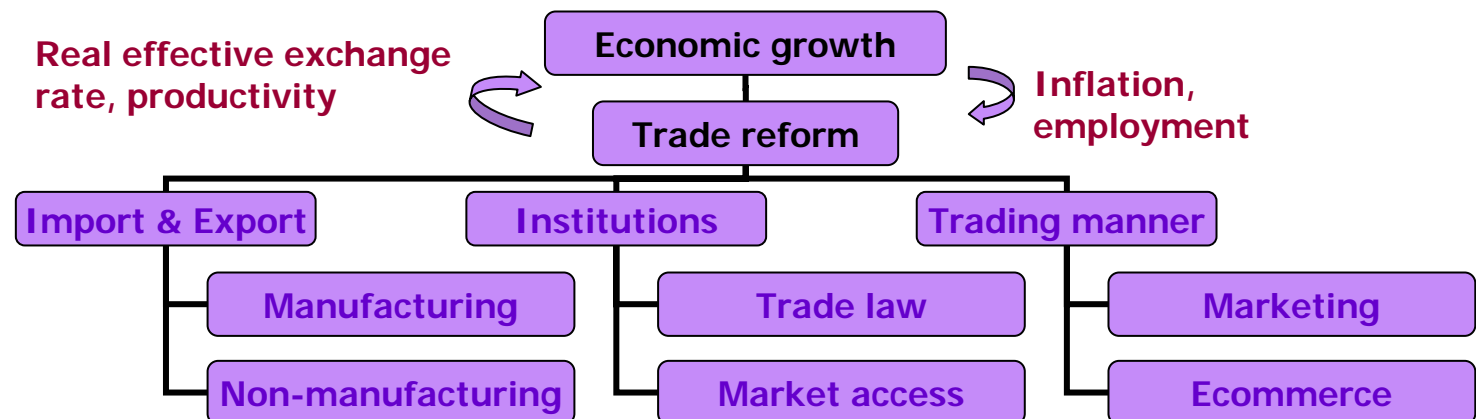 Economic growth
Real effective exchange
rate, productivity
Inflation,
employment
Trade reform
Import & Export
Institutions
Trading manner
Manufacturing
Trade law
Marketing
Non-manufacturing
Market access
Ecommerce